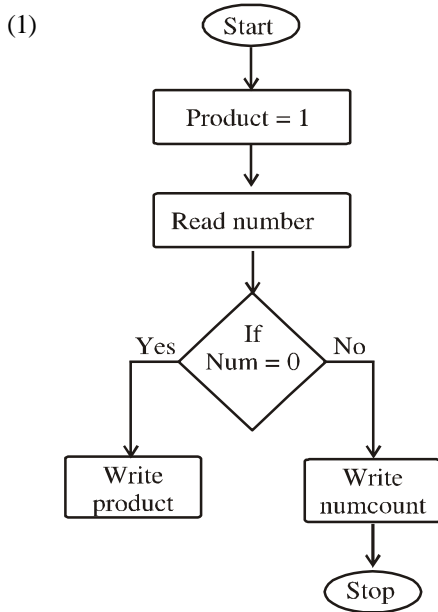 (1)
Start
Product = 1
Read number
If
Num = 0
Yes
No
Write
product
Write
numcount
Stop